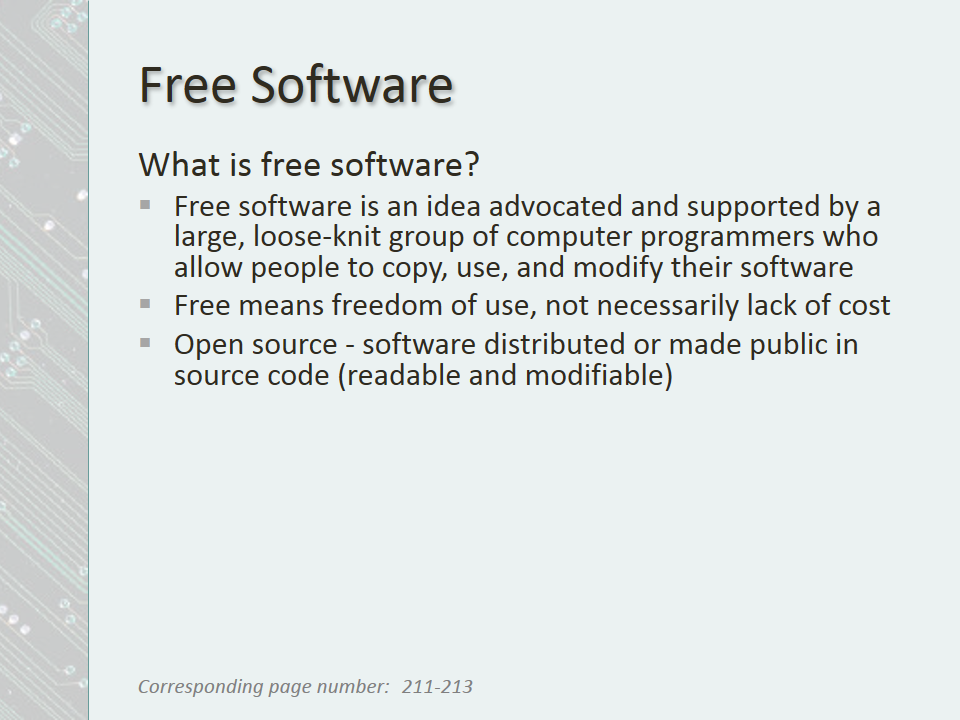 Free Software
What is free software?
▪ Free software is an idea advocated and supported by a
large, loose-knit group of computer programmers who
allow people to copy, use, and modify their software
▪ Free means freedom of use, not necessarily lack of cost
▪ Open source - software distributed or made public in
source code (readable and modifiable)
Corresponding page number: 211-213